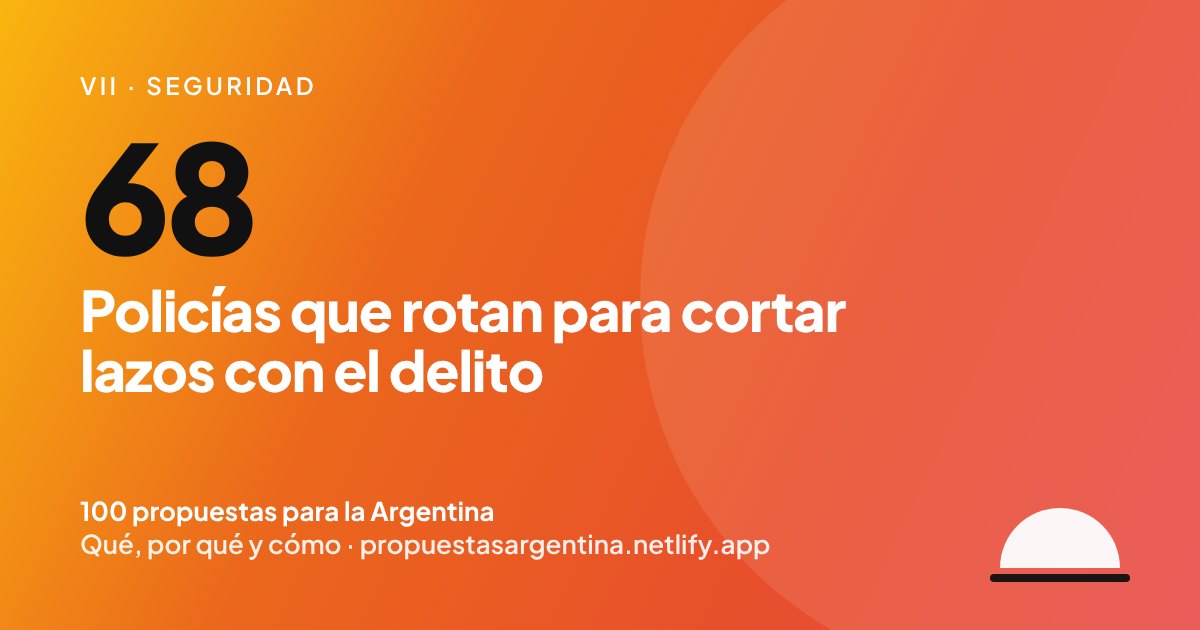 VII · SEGURIDAD
68
Policías que rotan para cortar
lazos con el delito
100 propuestas para la Argentina
Qué, por qué y cómo · propuestasargentina.netlify.app